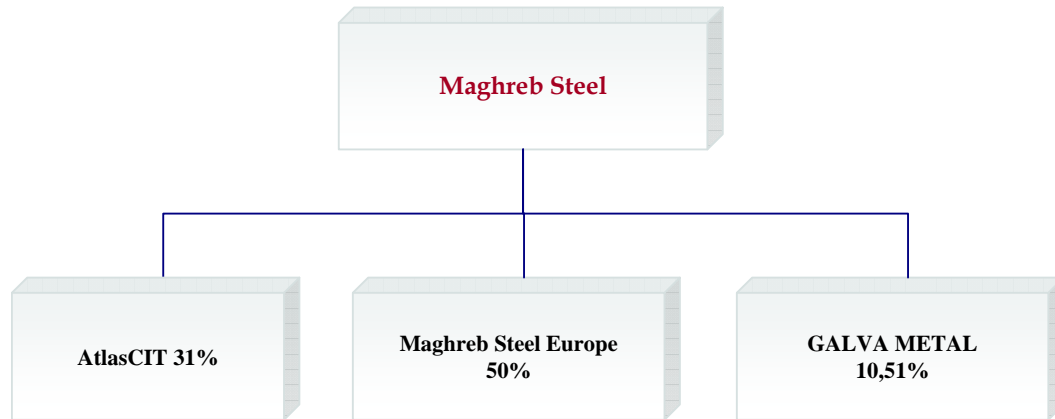 Maghreb Steel
AtlasCIT 31%
Maghreb Steel Europe
50%
GALVA METAL
10,51%